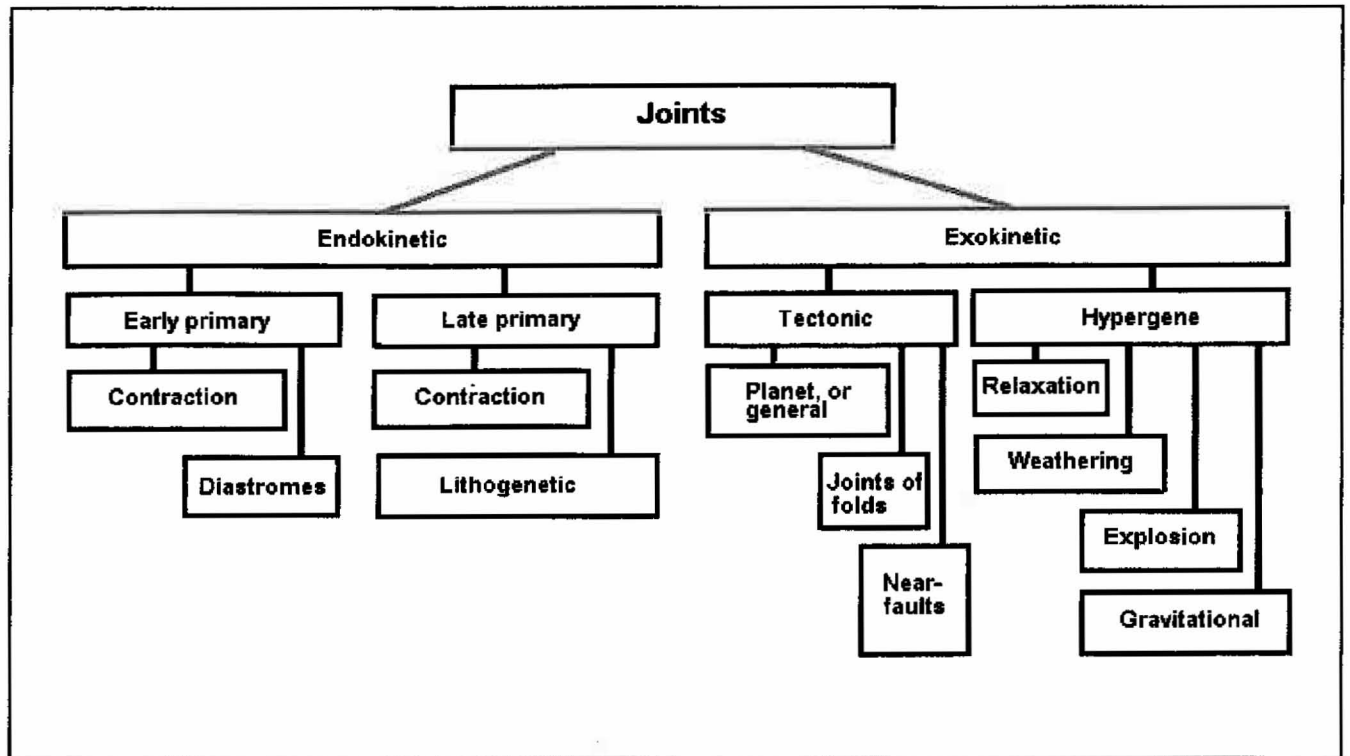 Joints
Endokinetic
Exokinetic
Early primary
Late primary
Tectonic
Hypergene
Contraction
Contraction
Planet, or
general
Relaxation
Diastromes
Lithogenetic
Joints of
folds
Weathering
Explosion
Near-
faults
Gravitational